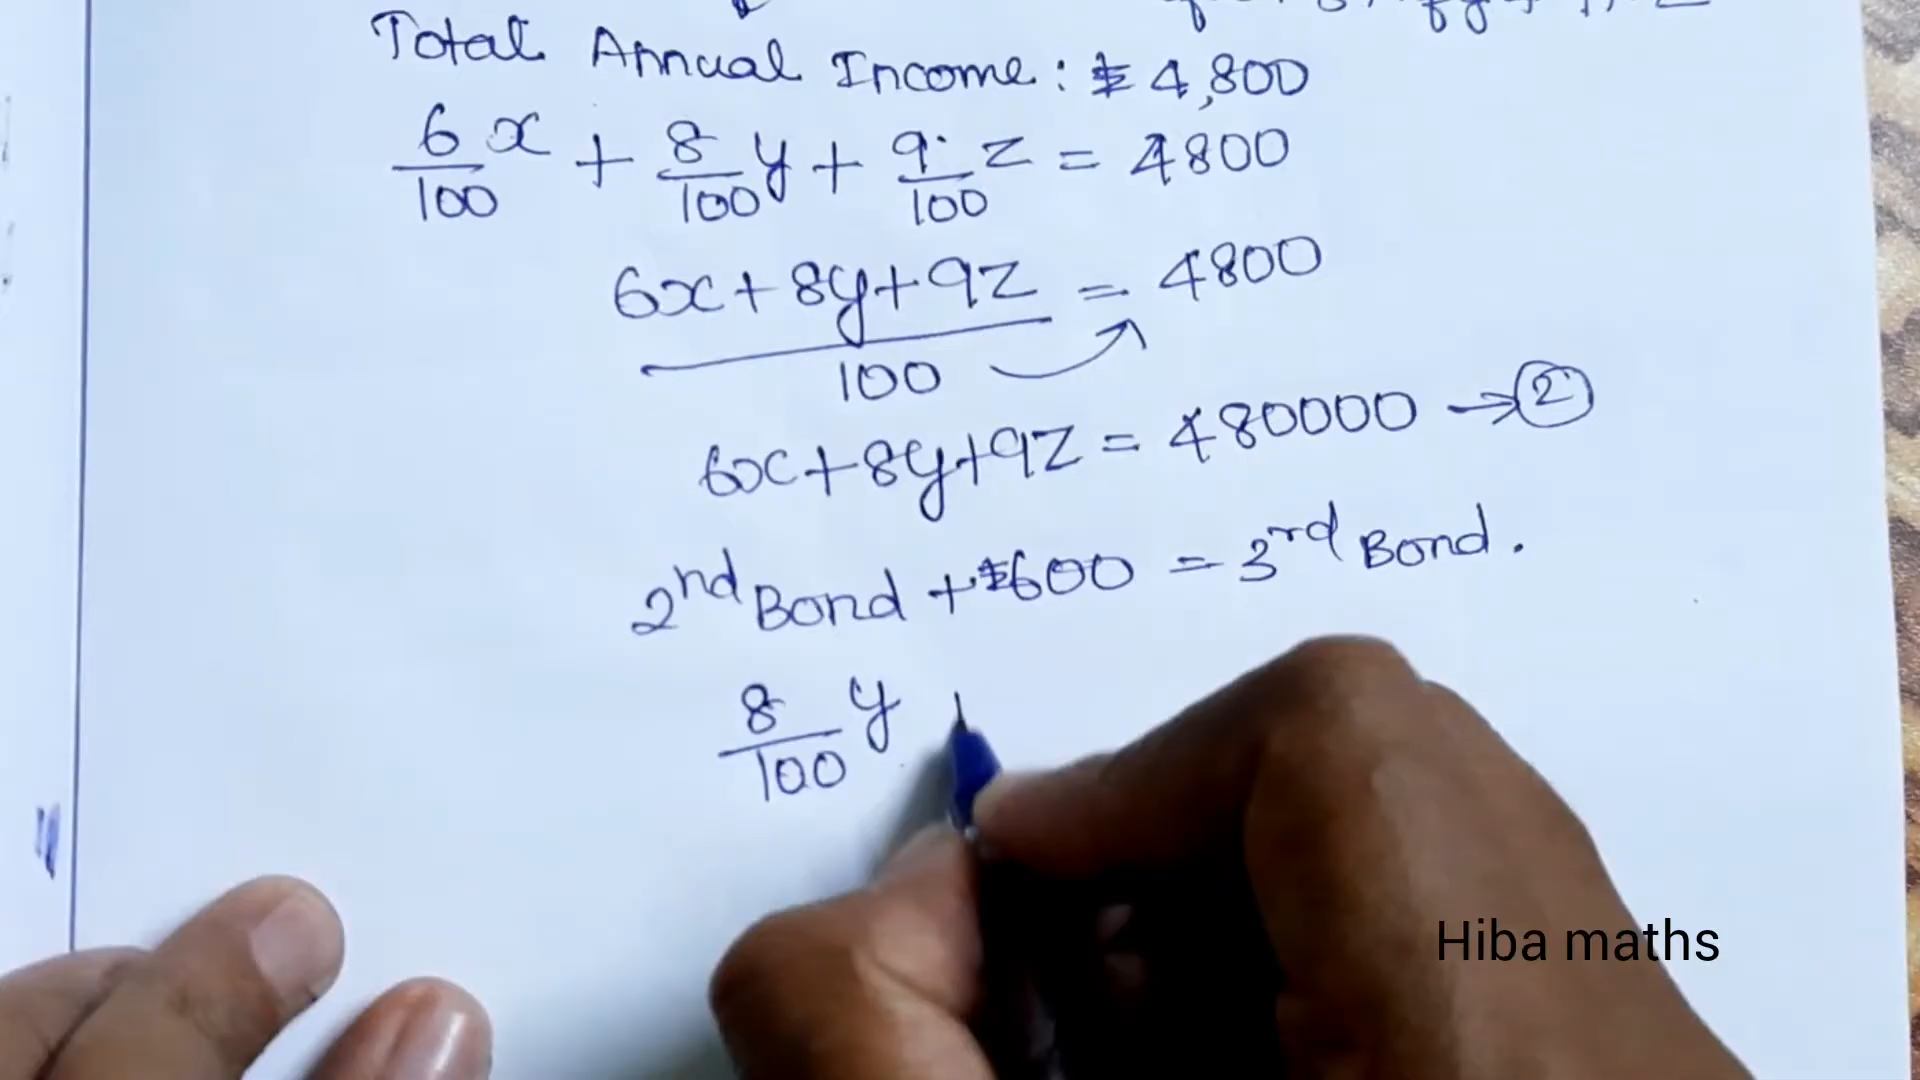 Total Annual Income: ₹ 4,800
6/100 x + 8/100 y + 9/100 z = 4800
6x+8y+9z/100 = 4800
6x+8y+9z = 480000 → ②
2nd Bond + ₹600 = 3rd Bond.
8/100 y
Hiba maths